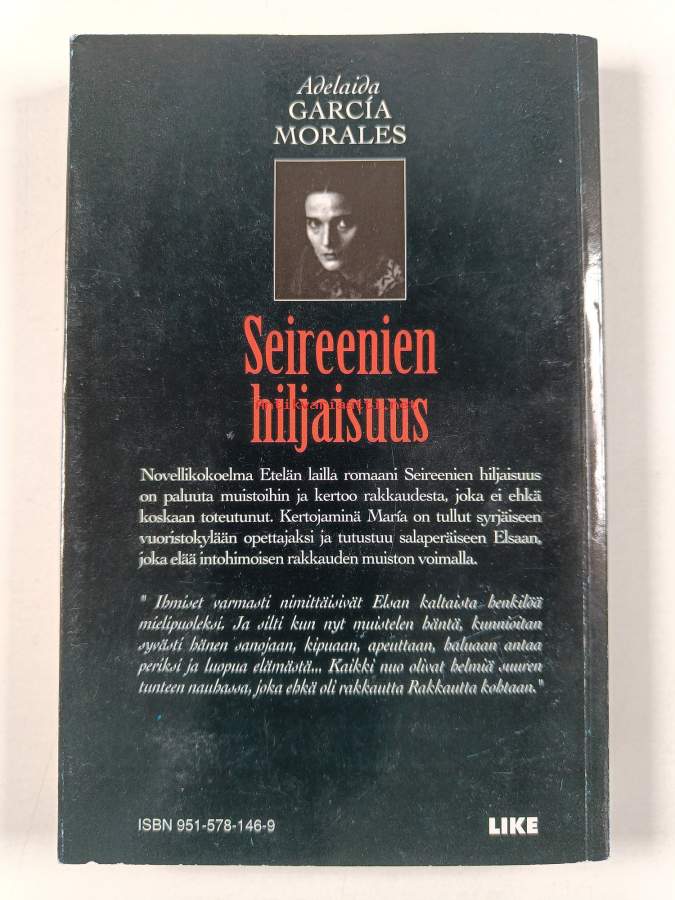 Adelaida
GARCÍA
MORALES
Seireenien
hiljaisuus
antikvariaatti.net
Novellikokoelma Etelän lailla romaani Seireenien hiljaisuus
on paluuta muistoihin ja kertoo rakkaudesta, joka ei ehkä
koskaan toteutunut. Kertojaminä María on tullut syrjäiseen
vuoristokylään opettajaksi ja tutustuu salaperäiseen Elsaan,
joka elää intohimoisen rakkauden muiston voimalla.
" Ihmiset varmasti nimittäisivät Elsan kaltaista henkilöä
mielipuoleksi. Ja silti kun nyt muistelen häntä, kunnioitan
syvästi hänen sanojaan, kipuaan, apeuttaan, haluaan antaa
periksi ja luopua elämästä... Kaikki nuo olivat helmiä suuren
tunteen nauhassa, joka ehkä oli rakkautta Rakkautta kohtaan."
ISBN 951-578-146-9
LIKE